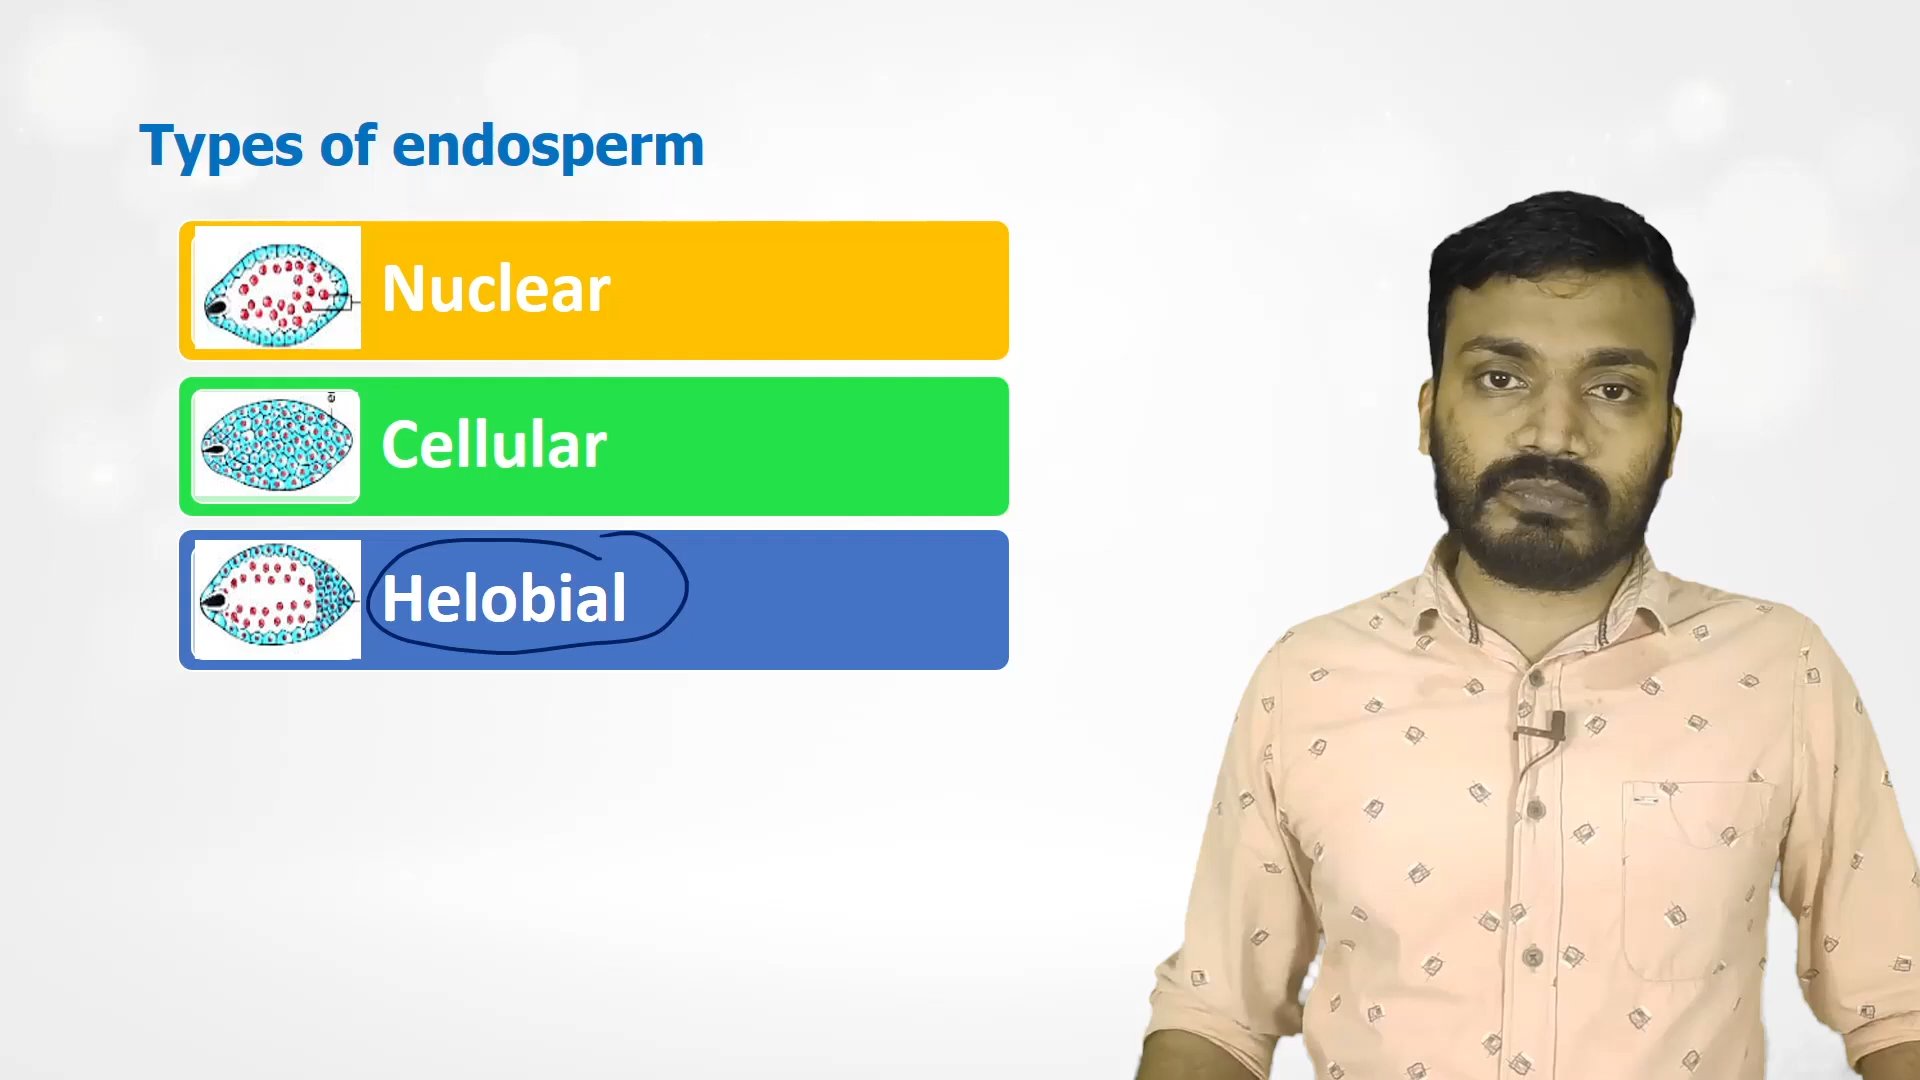 Types of endosperm
Nuclear
Cellular
Helobial